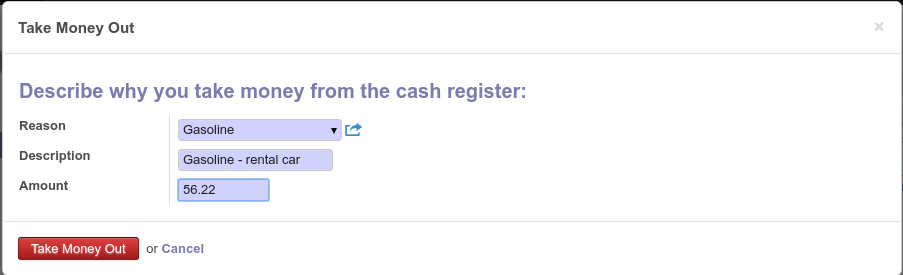 Take Money Out ×
Describe why you take money from the cash register:
Reason Gasoline
Description Gasoline - rental car
Amount 56.22
Take Money Out or Cancel